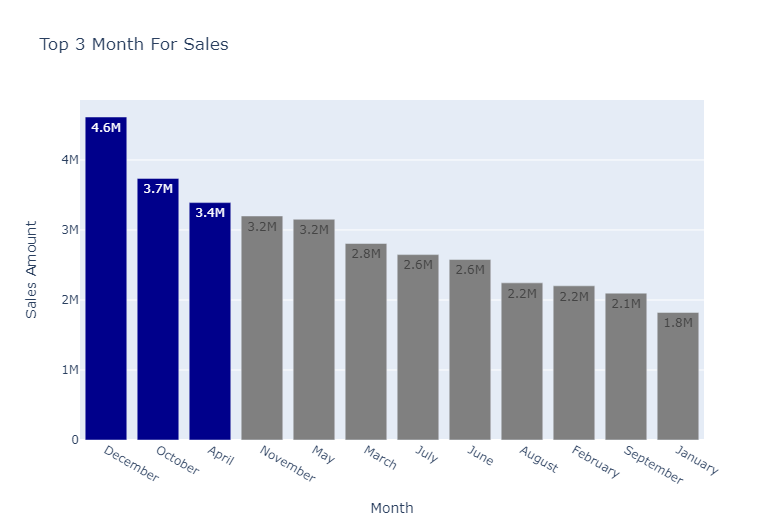 Top 3 Month For Sales
4.6M
3.7M
3.4M
3.2M
3.2M
2.8M
2.6M
2.6M
2.2M
2.2M
2.1M
1.8M
4M
3M
2M
1M
0
Sales Amount
December
October
April
November
May
March
July
June
August
February
September
January
Month